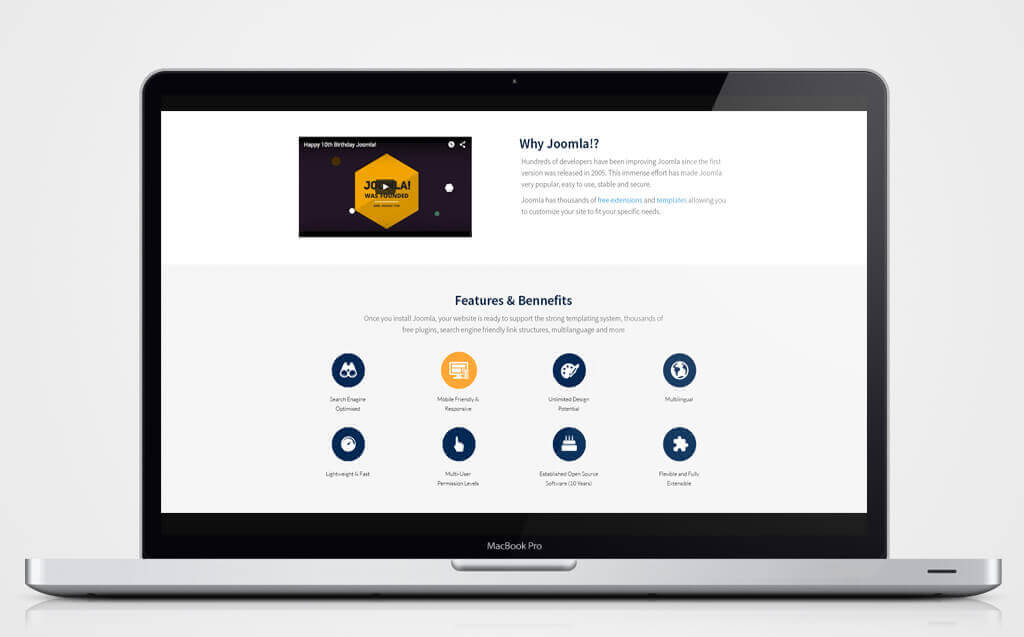 Happy 10th Birthday Joomla!
JOOMLA!
WAS FOUNDED
Why Joomla!?
Hundreds of developers have been improving Joomla since the first
version was released in 2005. This immense effort has made Joomla
very popular, easy to use, stable and secure.
Joomla has thousands of free extensions and templates allowing you
to customize your site to fit your specific needs.
Features & Bennefits
Once you install Joomla, your website is ready to support the strong templating system, thousands of
free plugins, search engine friendly link structures, multilanguage and more
Search Enagine
Optimised
Mobile Friendly &
Responsive
Unlimited Design
Potential
Multilingual
Lightweight & Fast
Multi-User
Permission Levels
Established Open Source
Software (10 Years)
Flexible and Fully
Extensible
MacBook Pro